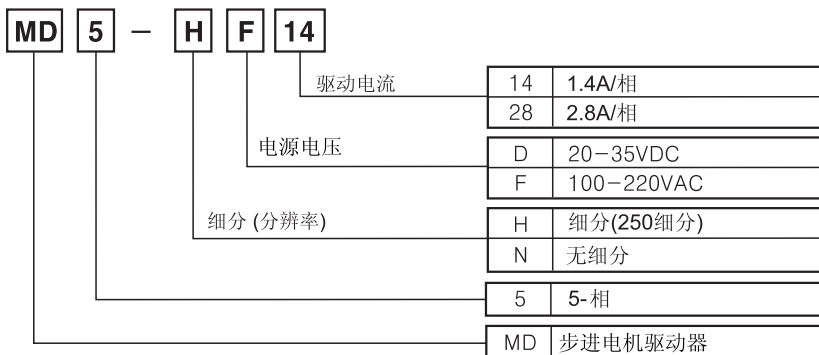 MD 5 - H F 14
驱动电流
14 1.4A/相
28 2.8A/相
电源电压
D 20-35VDC
F 100-220VAC
细分 (分辨率)
H 细分(250细分)
N 无细分
5 5-相
MD 步进电机驱动器